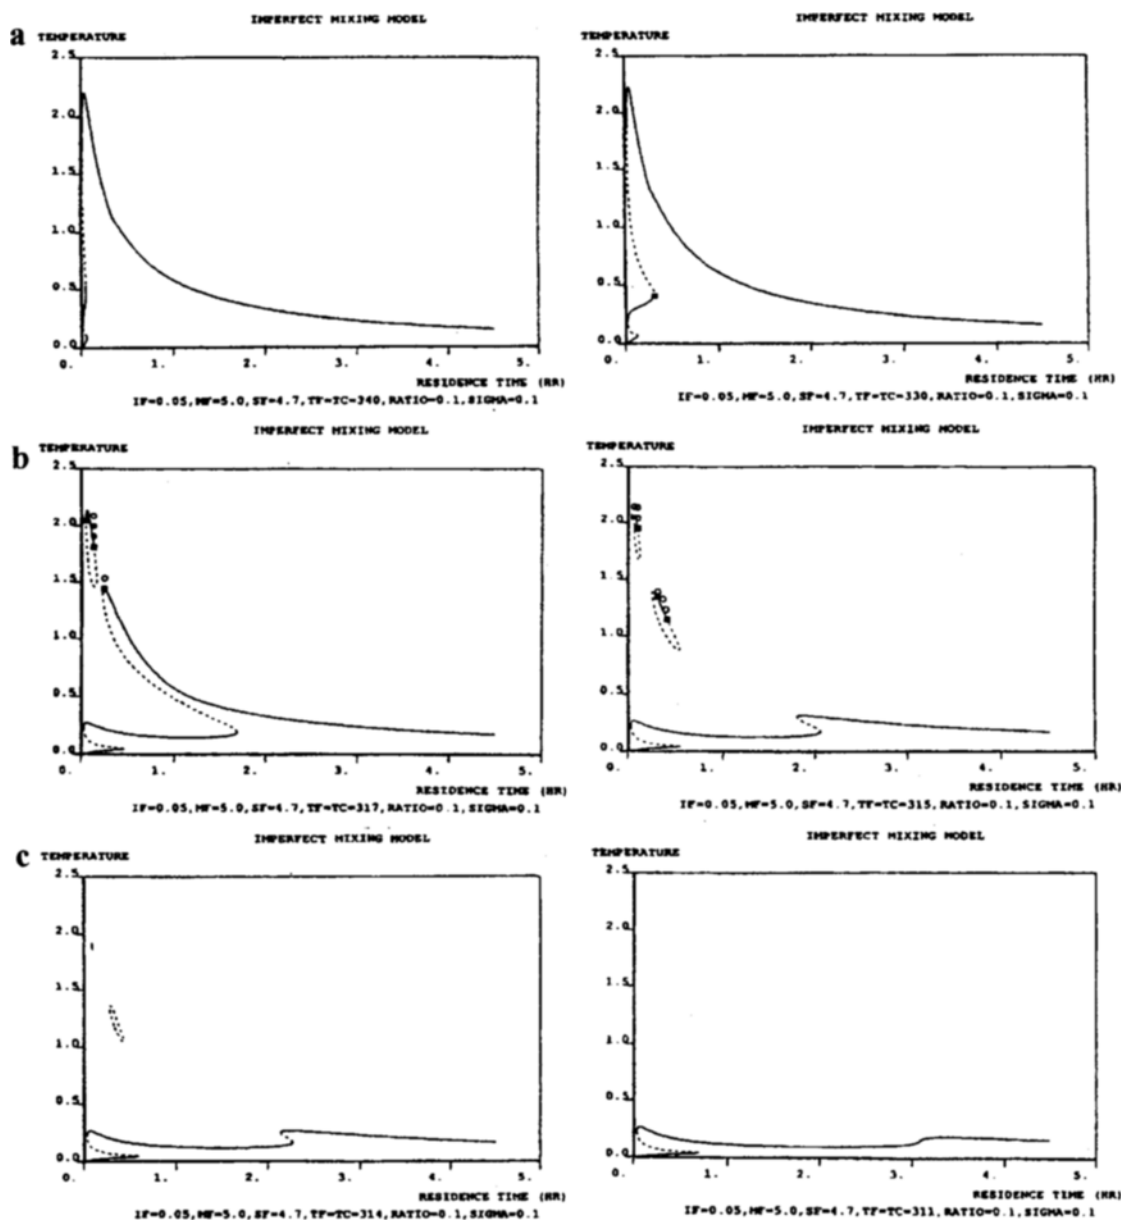 a
IMPERFECT MIXING MODEL
TEMPERATURE
2.5
2.0
1.5
1.0
0.5
0.0
0. 1. 2. 3. 4. 5.
RESIDENCE TIME (HR)
IF=0.05,MF=5.0,SF=4.7,TF=TC=340,RATIO=0.1,SIGMA=0.1
IMPERFECT MIXING MODEL
TEMPERATURE
2.5
2.0
1.5
1.0
0.5
0.0
0. 1. 2. 3. 4. 5.
RESIDENCE TIME (HR)
IF=0.05,MF=5.0,SF=4.7,TF=TC=330,RATIO=0.1,SIGMA=0.1
b
IMPERFECT MIXING MODEL
TEMPERATURE
2.5
2.0
1.5
1.0
0.5
0.0
0. 1. 2. 3. 4. 5.
RESIDENCE TIME (HR)
IF=0.05,MF=5.0,SF=4.7,TF=TC=317,RATIO=0.1,SIGMA=0.1
IMPERFECT MIXING MODEL
TEMPERATURE
2.5
2.0
1.5
1.0
0.5
0.0
0. 1. 2. 3. 4. 5.
RESIDENCE TIME (HR)
IF=0.05,MF=5.0,SF=4.7,TF=TC=315,RATIO=0.1,SIGMA=0.1
c
IMPERFECT MIXING MODEL
TEMPERATURE
2.5
2.0
1.5
1.0
0.5
0.0
0. 1. 2. 3. 4. 5.
RESIDENCE TIME (HR)
IF=0.05,MF=5.0,SF=4.7,TF=TC=314,RATIO=0.1,SIGMA=0.1
IMPERFECT MIXING MODEL
TEMPERATURE
2.5
2.0
1.5
1.0
0.5
0.0
0. 1. 2. 3. 4. 5.
RESIDENCE TIME (HR)
IF=0.05,MF=5.0,SF=4.7,TF=TC=311,RATIO=0.1,SIGMA=0.1